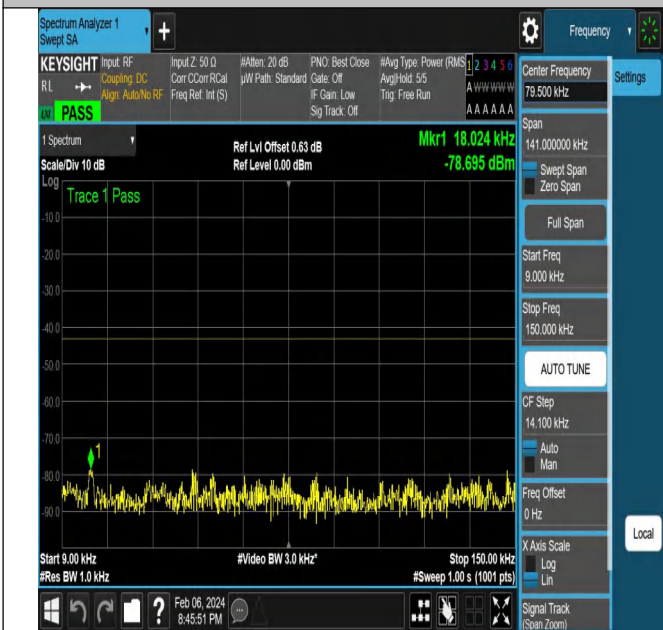 Spectrum Analyzer 1
Swept SA
+
Frequency
KEYSIGHT
Input: RF
Coupling: DC
Align: Auto/No RF
Input Z: 50 Ω
Corr CCorr RCal
Freq Ref: Int (S)
#Atten: 20 dB
µW Path: Standard
PNO: Best Close
Gate: Off
IF Gain: Low
Sig Track: Off
#Avg Type: Power (RMS
Avg|Hold: 5/5
Trig: Free Run
1 2 3 4 5 6
A W W W W W
A A A A A A
R L
LXI
PASS
1 Spectrum
Scale/Div 10 dB
Ref Lvl Offset 0.63 dB
Ref Level 0.00 dBm
Mkr1 18.024 kHz
-78.695 dBm
Log
Trace 1 Pass
-10.0
-20.0
-30.0
-40.0
-50.0
-60.0
-70.0
-80.0
-90.0
1
Start 9.00 kHz
#Res BW 1.0 kHz
#Video BW 3.0 kHz*
Stop 150.00 kHz
#Sweep 1.00 s (1001 pts)
?
Feb 06, 2024
8:45:51 PM
Center Frequency
79.500 kHz
Settings
Span
141.000000 kHz
Swept Span
Zero Span
Full Span
Start Freq
9.000 kHz
Stop Freq
150.000 kHz
AUTO TUNE
CF Step
14.100 kHz
Auto
Man
Freq Offset
0 Hz
X Axis Scale
Log
Lin
Signal Track
(Span Zoom)
Local